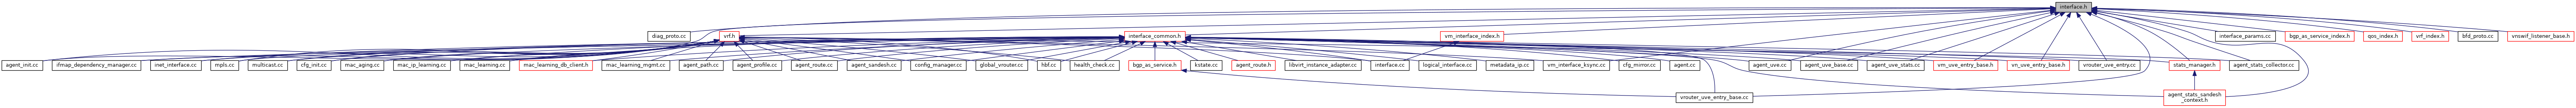 interface.h
diag_proto.cc
vrf.h
interface_common.h
vm_interface_index.h
interface_params.cc
bgp_as_service_index.h
qos_index.h
vrf_index.h
bfd_proto.cc
vnswif_listener_base.h
agent_init.cc
ifmap_dependency_manager.cc
inet_interface.cc
mpls.cc
multicast.cc
cfg_init.cc
mac_aging.cc
mac_ip_learning.cc
mac_learning.cc
mac_learning_db_client.h
mac_learning_mgmt.cc
agent_path.cc
agent_profile.cc
agent_route.cc
agent_sandesh.cc
config_manager.cc
global_vrouter.cc
hbf.cc
health_check.cc
bgp_as_service.h
kstate.cc
agent_route.h
libvirt_instance_adapter.cc
interface.cc
logical_interface.cc
metadata_ip.cc
vm_interface_ksync.cc
cfg_mirror.cc
agent.cc
agent_uve.cc
agent_uve_base.cc
agent_uve_stats.cc
vm_uve_entry_base.h
vn_uve_entry_base.h
vrouter_uve_entry.cc
stats_manager.h
agent_stats_collector.cc
vrouter_uve_entry_base.cc
agent_stats_sandesh
_context.h